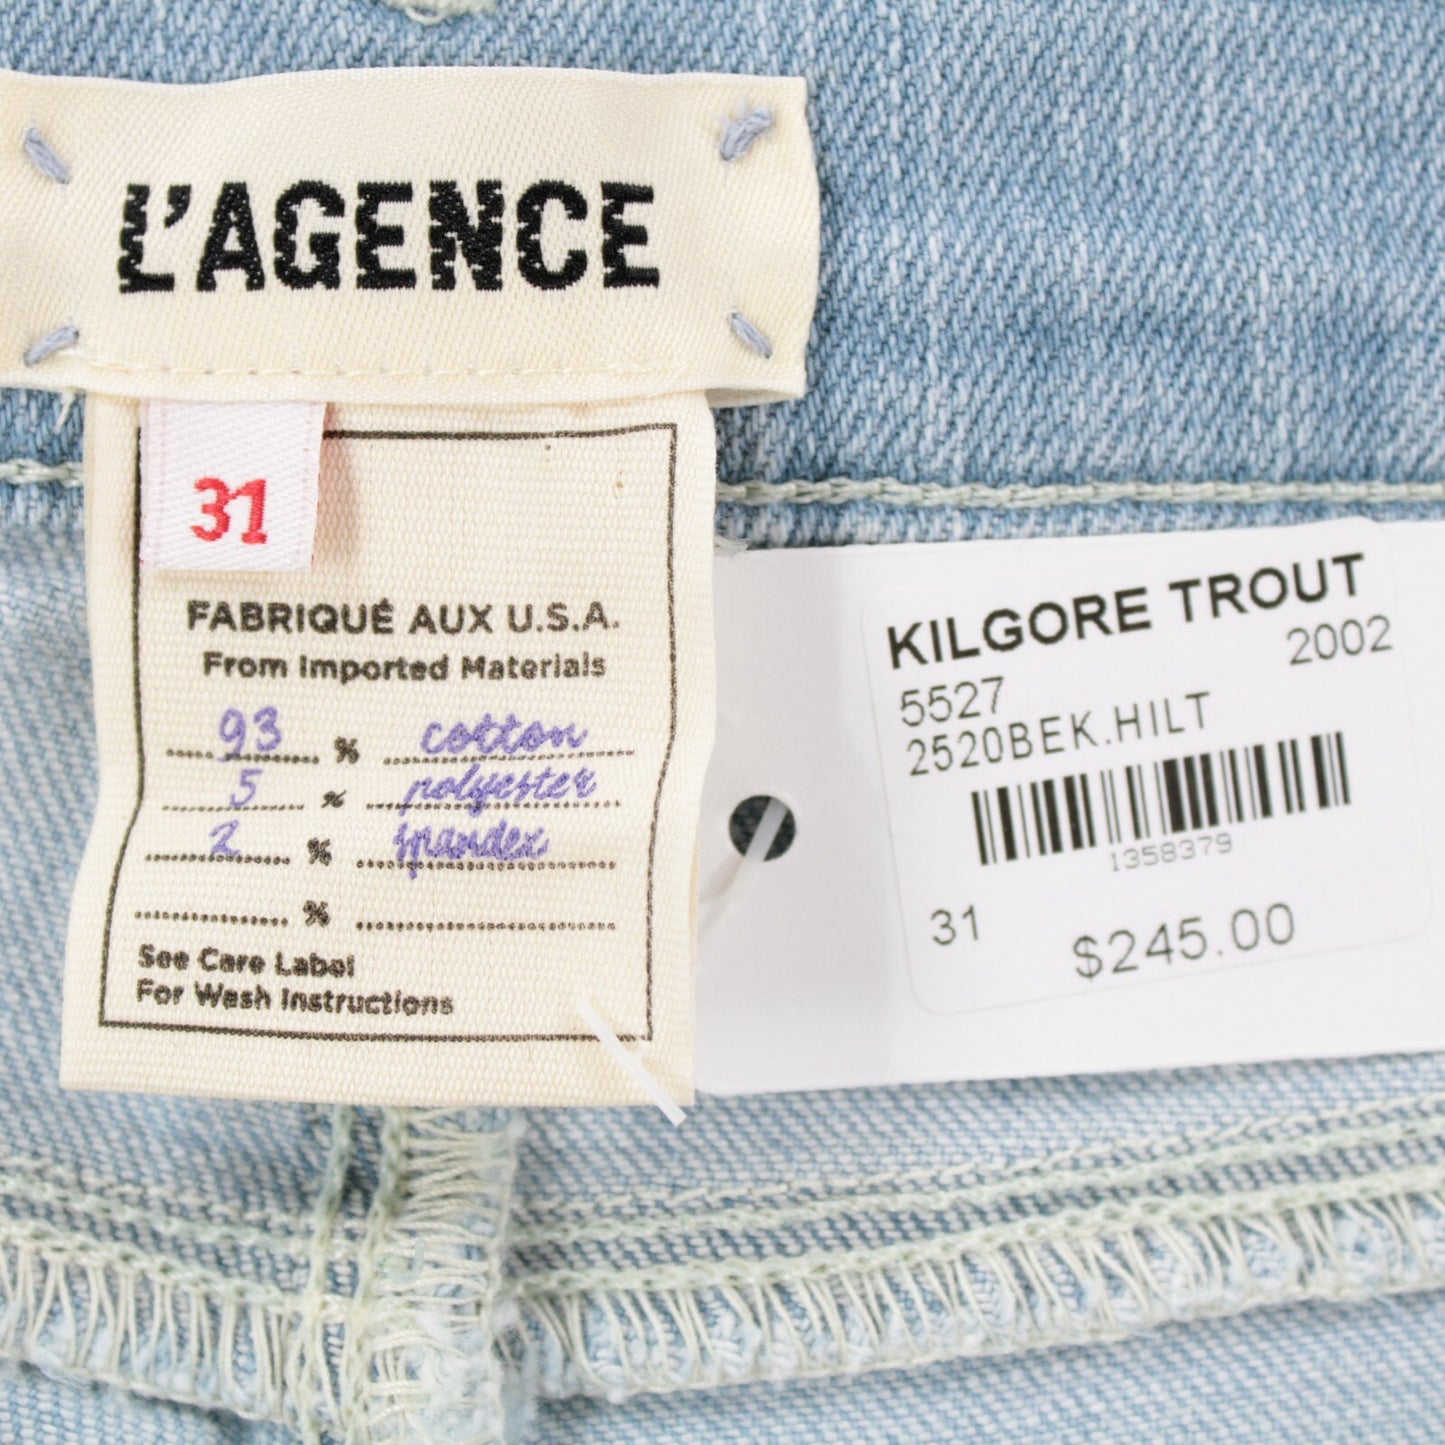 L'AGENCE
31
FABRIQUÉ AUX U.S.A.
From Imported Materials
93 % cotton
5 % polyester
2 % spandex
%
See Care Label
For Wash Instructions
KILGORE TROUT
2002
5527
2520BEK.HILT
1358379
31
$245.00